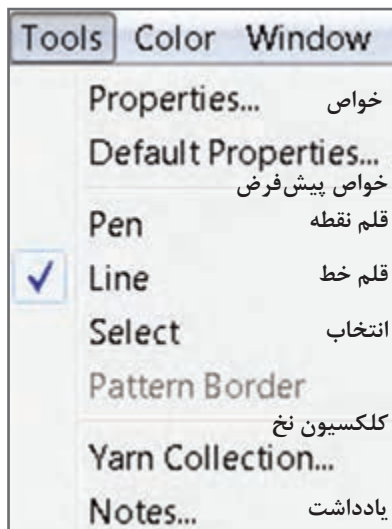 Tools Color Window
Properties... خواص
Default Properties...
خواص پیش‌فرض
Pen قلم نقطه
Line قلم خط
Select انتخاب
Pattern Border
کلکسیون نخ
Yarn Collection...
Notes... یادداشت